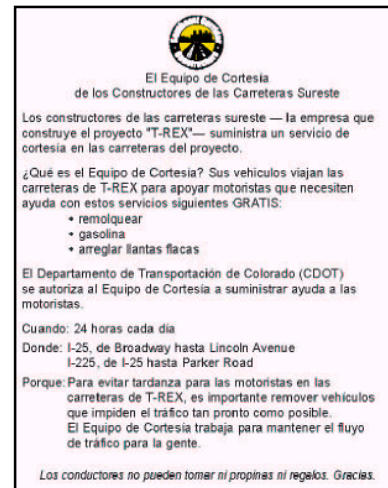 El Equipo de Cortesía
de los Constructores de las Carreteras Sureste
Los constructores de las carreteras sureste — la empresa que
construye el proyecto "T-REX"— suministra un servicio de
cortesía en las carreteras del proyecto.
¿Qué es el Equipo de Cortesía? Sus vehiculos viajan las
carreteras de T-REX para apoyar motoristas que necesiten
ayuda con estos servicios siguientes GRATIS:
• remolquear
• gasolina
• arreglar llantas flacas
El Departamento de Transportación de Colorado (CDOT)
se autoriza al Equipo de Cortesía a suministrar ayuda a las
motoristas.
Cuando: 24 horas cada día
Donde: I-25, de Broadway hasta Lincoln Avenue
I-225, de I-25 hasta Parker Road
Porque: Para evitar tardanza para las motoristas en las
carreteras de T-REX, es importante remover vehículos
que impiden el tráfico tan pronto como posible.
El Equipo de Cortesía trabaja para mantener el fluyo
de tráfico para la gente.
Los conductores no pueden tomar ni propinas ni regalos. Gracias.